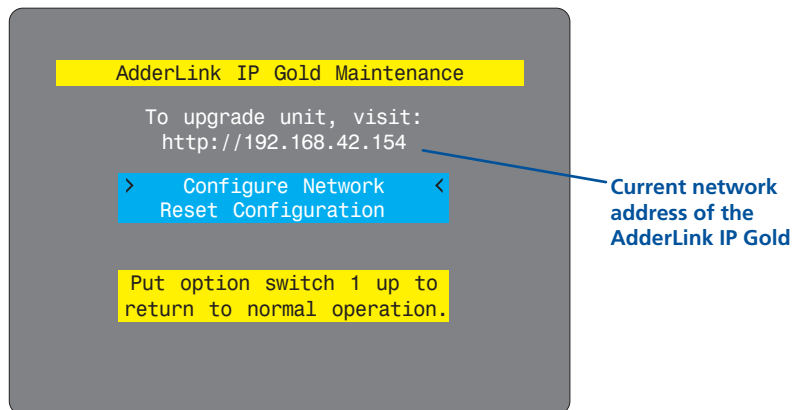 AdderLink IP Gold Maintenance
To upgrade unit, visit:
http://192.168.42.154
> Configure Network <
Reset Configuration
Put option switch 1 up to
return to normal operation.
Current network
address of the
AdderLink IP Gold